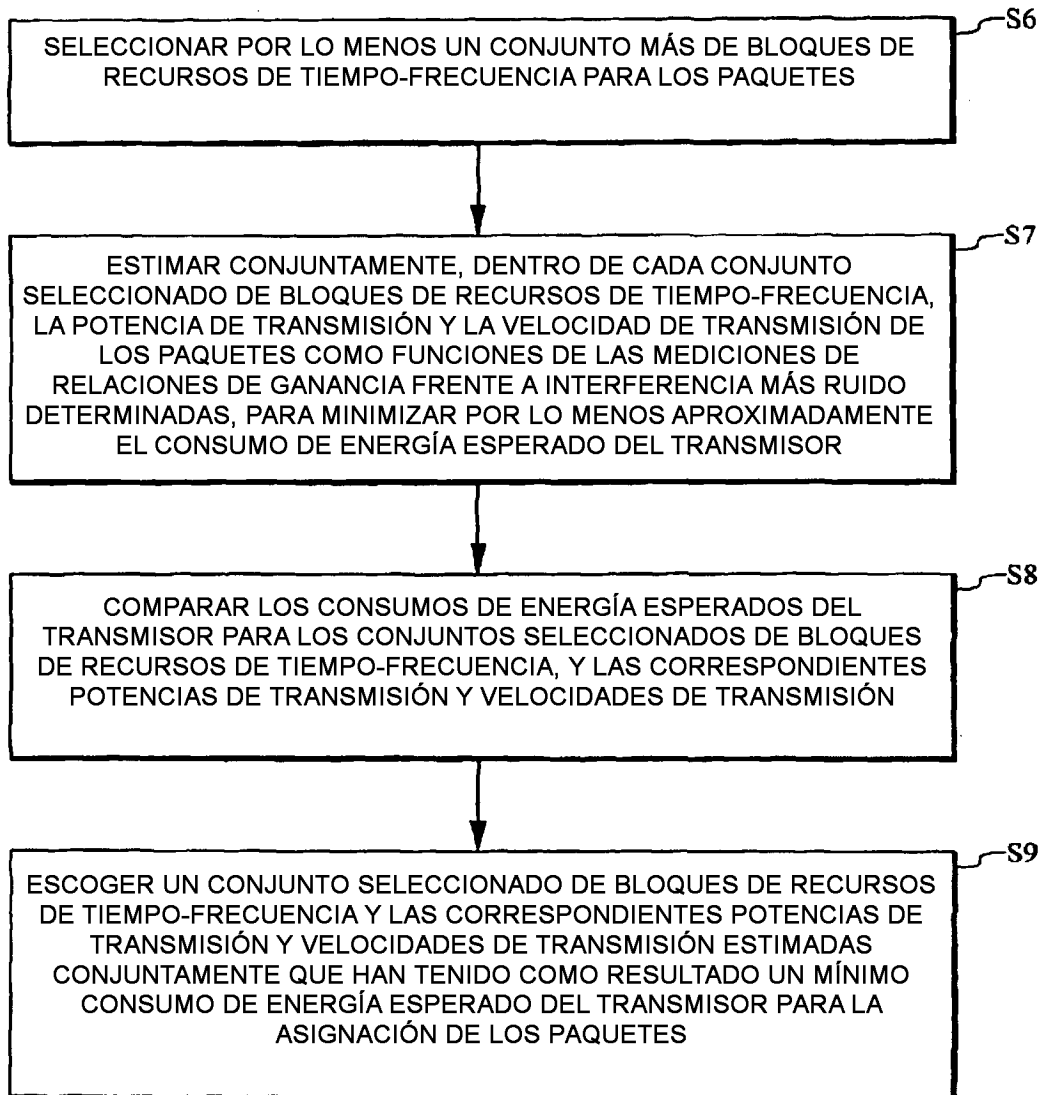 S6
SELECCIONAR POR LO MENOS UN CONJUNTO MÁS DE BLOQUES DE
RECURSOS DE TIEMPO-FRECUENCIA PARA LOS PAQUETES
S7
ESTIMAR CONJUNTAMENTE, DENTRO DE CADA CONJUNTO
SELECCIONADO DE BLOQUES DE RECURSOS DE TIEMPO-FRECUENCIA,
LA POTENCIA DE TRANSMISIÓN Y LA VELOCIDAD DE TRANSMISIÓN DE
LOS PAQUETES COMO FUNCIONES DE LAS MEDICIONES DE
RELACIONES DE GANANCIA FRENTE A INTERFERENCIA MÁS RUIDO
DETERMINADAS, PARA MINIMIZAR POR LO MENOS APROXIMADAMENTE
EL CONSUMO DE ENERGÍA ESPERADO DEL TRANSMISOR
S8
COMPARAR LOS CONSUMOS DE ENERGÍA ESPERADOS DEL
TRANSMISOR PARA LOS CONJUNTOS SELECCIONADOS DE BLOQUES
DE RECURSOS DE TIEMPO-FRECUENCIA, Y LAS CORRESPONDIENTES
POTENCIAS DE TRANSMISIÓN Y VELOCIDADES DE TRANSMISIÓN
S9
ESCOGER UN CONJUNTO SELECCIONADO DE BLOQUES DE RECURSOS
DE TIEMPO-FRECUENCIA Y LAS CORRESPONDIENTES POTENCIAS DE
TRANSMISIÓN Y VELOCIDADES DE TRANSMISIÓN ESTIMADAS
CONJUNTAMENTE QUE HAN TENIDO COMO RESULTADO UN MÍNIMO
CONSUMO DE ENERGÍA ESPERADO DEL TRANSMISOR PARA LA
ASIGNACIÓN DE LOS PAQUETES